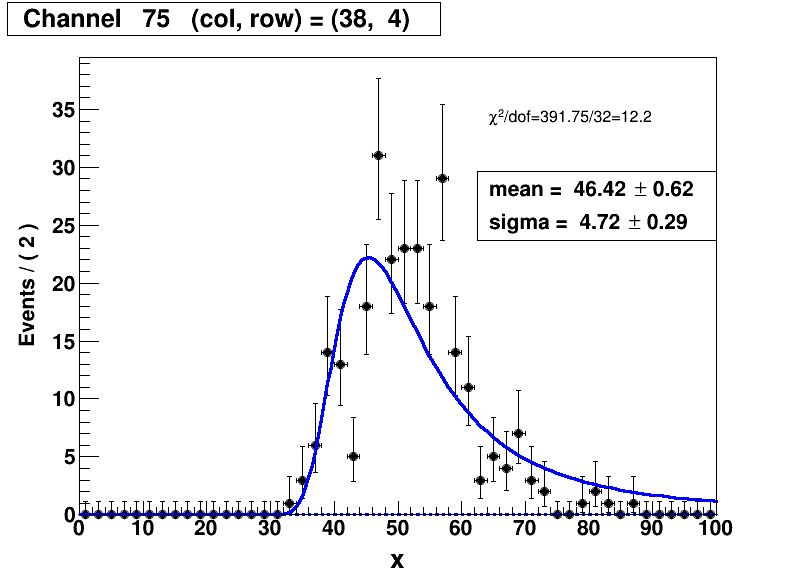 Channel 75 (col, row) = (38, 4)
χ²/dof=391.75/32=12.2
mean = 46.42 ± 0.62
sigma = 4.72 ± 0.29
Events / ( 2 )
35
30
25
20
15
10
5
0
0 10 20 30 40 50 60 70 80 90 100
x